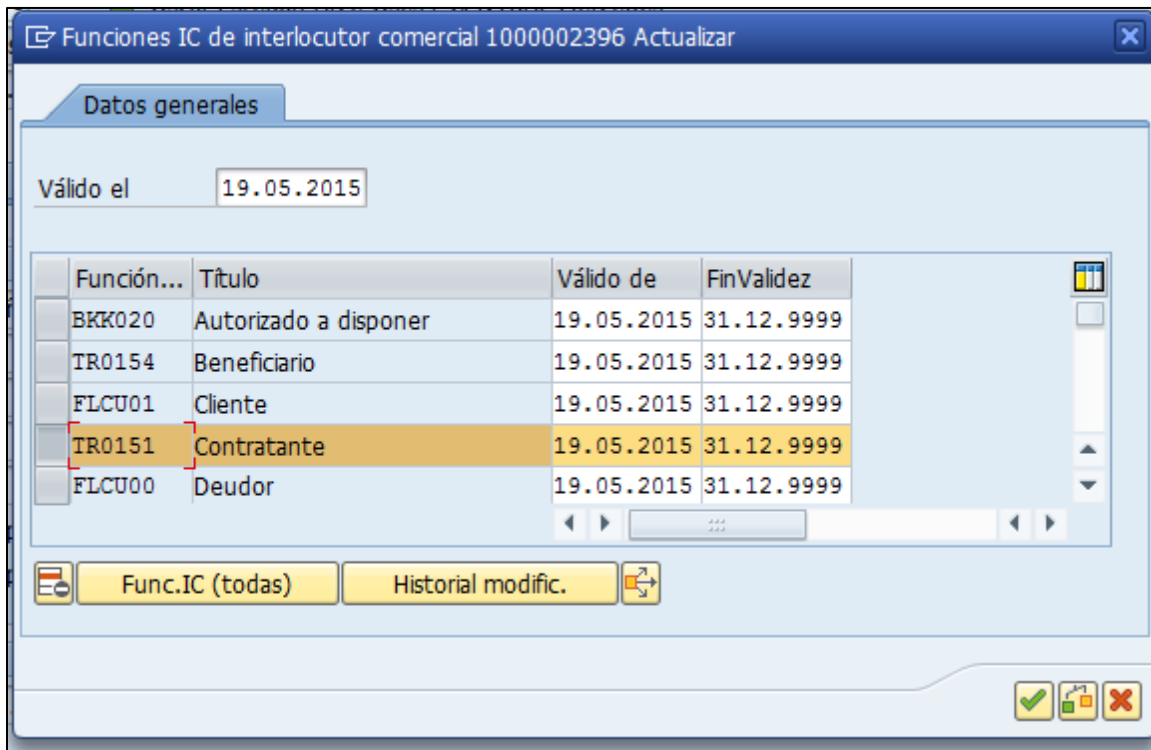 Funciones IC de interlocutor comercial 1000002396 Actualizar
Datos generales
Válido el 19.05.2015
Función... Título Válido de FinValidez
BKK020 Autorizado a disponer 19.05.2015 31.12.9999
TR0154 Beneficiario 19.05.2015 31.12.9999
FLCU01 Cliente 19.05.2015 31.12.9999
TR0151 Contratante 19.05.2015 31.12.9999
FLCU00 Deudor 19.05.2015 31.12.9999
Func.IC (todas) Historial modific.